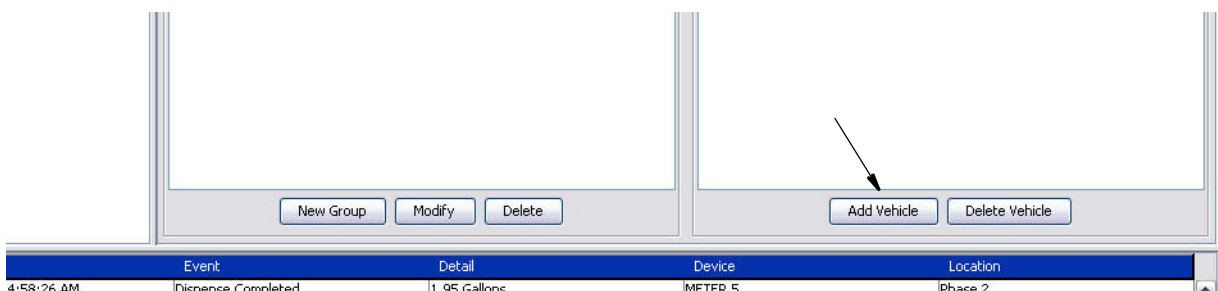 New Group Modify Delete Add Vehicle Delete Vehicle
Event Detail Device Location
4:58:26 AM Dispense Completed 1.95 Gallons METER 5 Phase 2